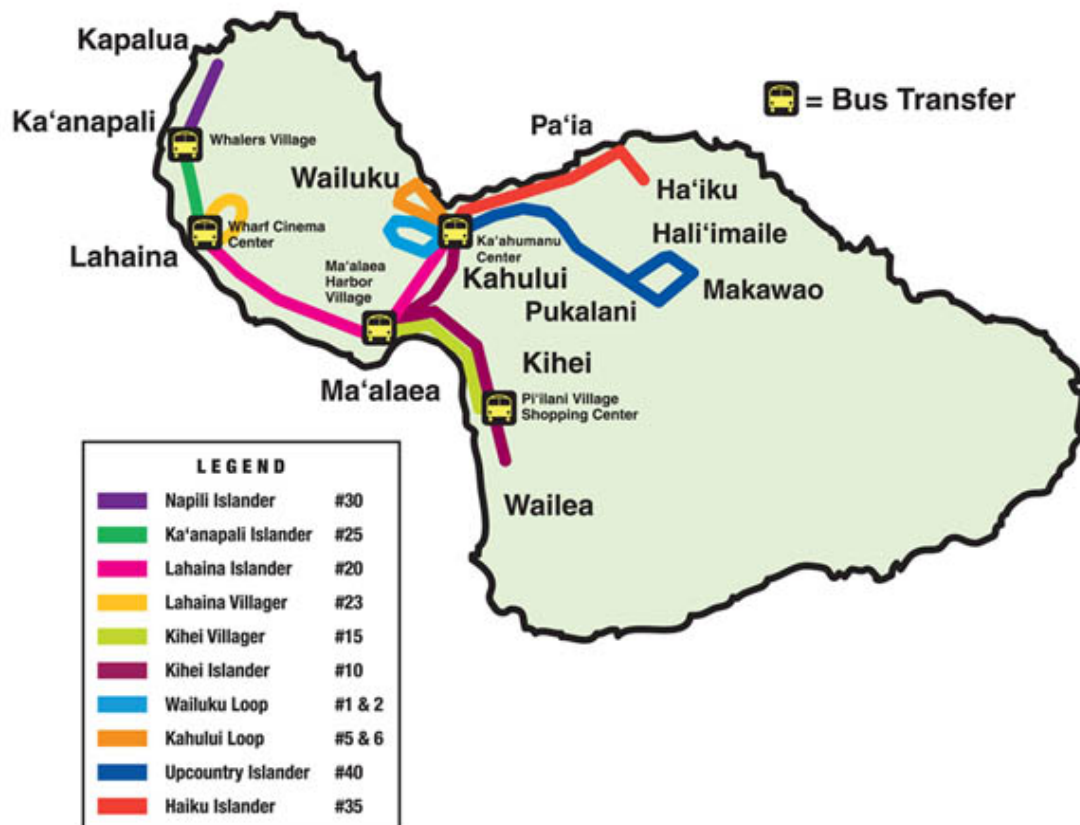 Kapalua
Ka‘anapali
Whalers Village
= Bus Transfer
Pa‘ia
Wailuku
Ha‘iku
Wharf Cinema
Center
Ka‘ahumanu
Center
Hali‘imaile
Lahaina
Ma‘alaea
Harbor
Village
Kahului
Makawao
Pukalani
Kihei
Ma‘alaea
Pi‘ilani Village
Shopping Center
Wailea
LEGEND
Napili Islander #30
Ka‘anapali Islander #25
Lahaina Islander #20
Lahaina Villager #23
Kihei Villager #15
Kihei Islander #10
Wailuku Loop #1 & 2
Kahului Loop #5 & 6
Upcountry Islander #40
Haiku Islander #35